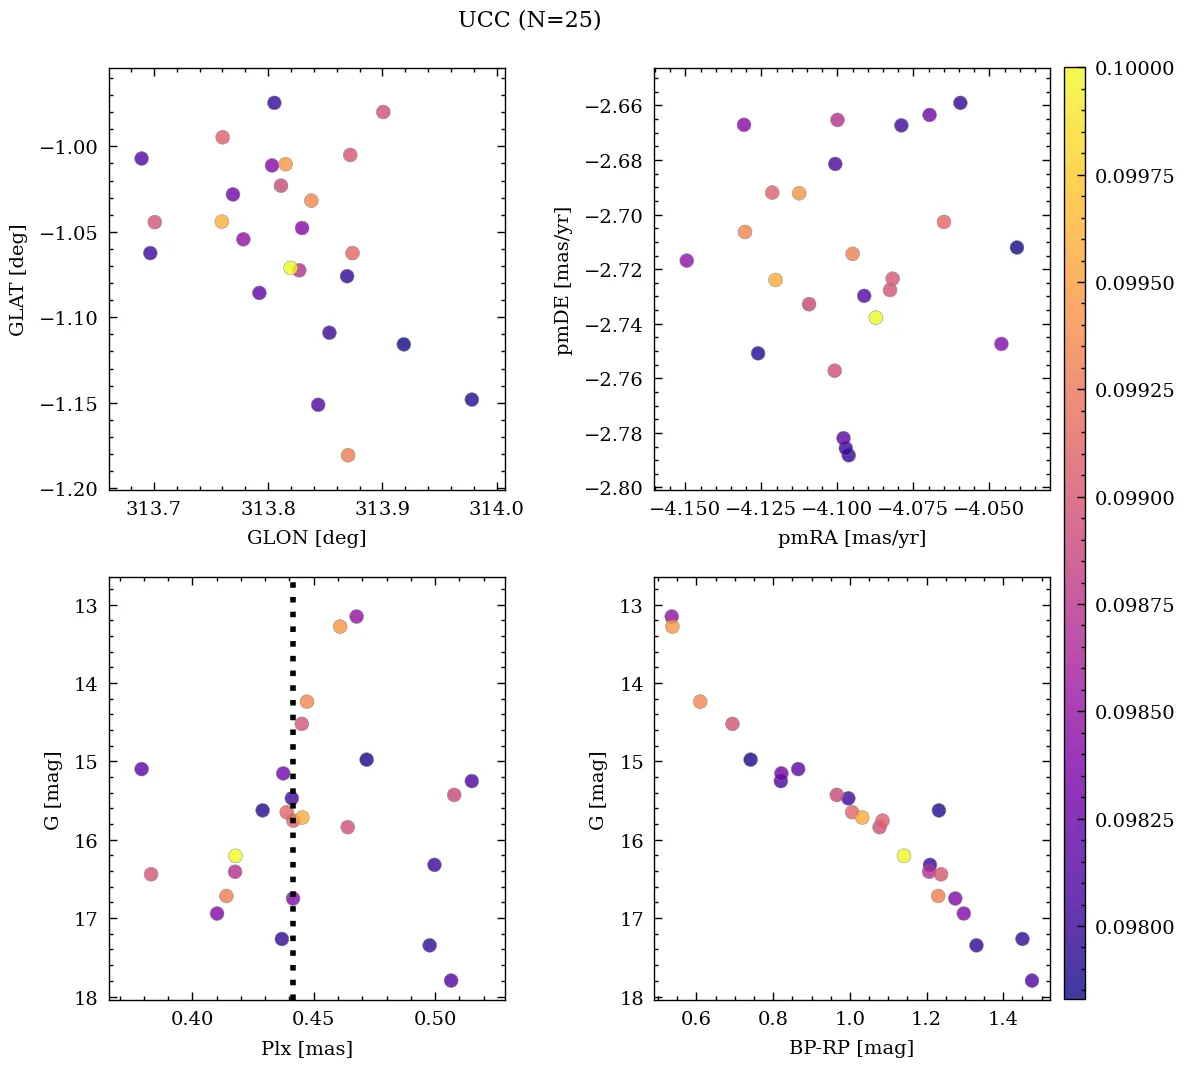 UCC (N=25)
−1.00
−1.05
−1.10
−1.15
−1.20
GLAT [deg]
313.7 313.8 313.9 314.0
GLON [deg]
−2.66
−2.68
−2.70
−2.72
−2.74
−2.76
−2.78
−2.80
pmDE [mas/yr]
−4.150 −4.125 −4.100 −4.075 −4.050
pmRA [mas/yr]
0.10000
0.09975
0.09950
0.09925
0.09900
0.09875
0.09850
0.09825
0.09800
13
14
15
16
17
18
G [mag]
0.40 0.45 0.50
Plx [mas]
13
14
15
16
17
18
G [mag]
0.6 0.8 1.0 1.2 1.4
BP-RP [mag]